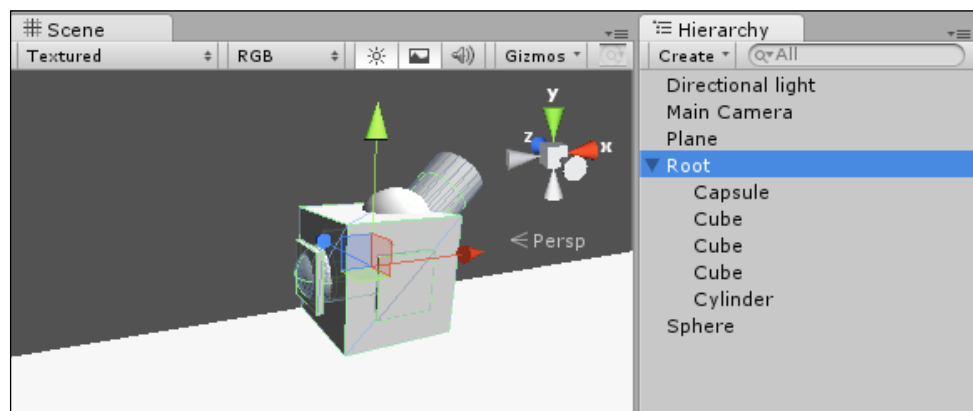 Scene
Textured RGB Gizmos
y
z x
Persp
Hierarchy
Create All
Directional light
Main Camera
Plane
Root
Capsule
Cube
Cube
Cube
Cylinder
Sphere